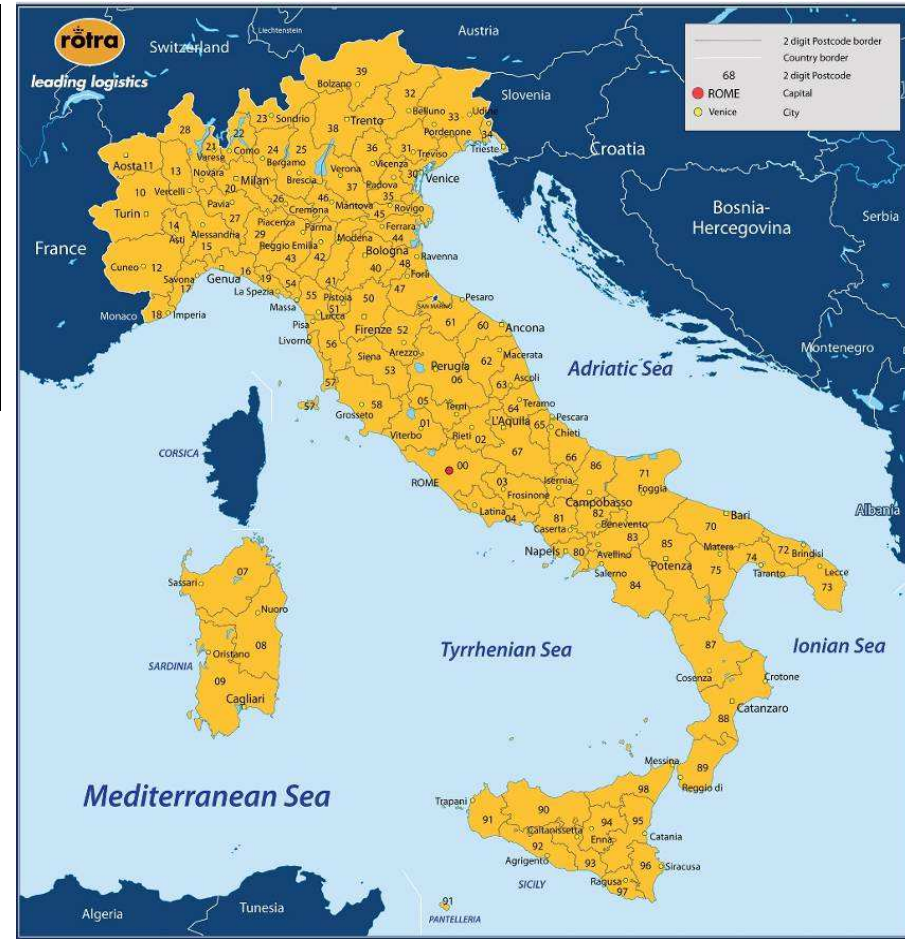 rötra
leading logistics
Switzerland
Liechtenstein
Austria
Slovenia
Croatia
Bosnia-
Hercegovina
Serbia
Montenegro
Albania
France
Monaco
2 digit Postcode border
Country border
68 2 digit Postcode
ROME Capital
Venice City
39
Bolzano
32
Belluno
33
Udine
Pordenone
34
Trieste
23
Sondrio
38
Trento
28
22
21
Varese
Como
24
Bergamo
25
Brescia
36
Vicenza
31
Treviso
30
Venice
Verona
37
Padova
35
Rovigo
Aosta
11
13
Novara
Milan
20
10
Vercelli
Pavia
26
Cremona
46
Mantova
45
Ferrara
44
Turin
27
14
Asti
Alessandria
15
Piacenza
29
Parma
Reggio Emilia
43
42
Modena
41
Bologna
40
48
Ravenna
Forli
47
Cuneo
12
Savona
17
Genua
16
19
La Spezia
54
Massa
55
Pistoia
51
Lucca
50
18
Imperia
Pisa
Livorno
56
Firenze
52
Siena
53
Arezzo
SAN MARINO
Pesaro
61
60
Ancona
62
Macerata
Perugia
06
Ascoli
63
57
57
58
Grosseto
05
Terni
01
Viterbo
Rieti
02
64
Teramo
L'Aquila
65
Pescara
Chieti
67
66
Adriatic Sea
CORSICA
00
ROME
03
Frosinone
Latina
04
Isernia
86
Campobasso
71
Foggia
81
Caserta
82
Benevento
83
Napels
80
Avellino
Salerno
84
85
Potenza
70
Bari
Matera
75
74
Taranto
72
Brindisi
Lecce
73
07
Sassari
Nuoro
08
Oristano
SARDINIA
09
Cagliari
Tyrrhenian Sea
Ionian Sea
87
Cosenza
Crotone
Catanzaro
88
89
Reggio di
Messina
98
Mediterranean Sea
Trapani
90
91
Caltanissetta
94
Enna
95
Catania
92
Agrigento
93
96
Siracusa
Ragusa
97
SICILY
91
PANTELLERIA
Algeria
Tunesia